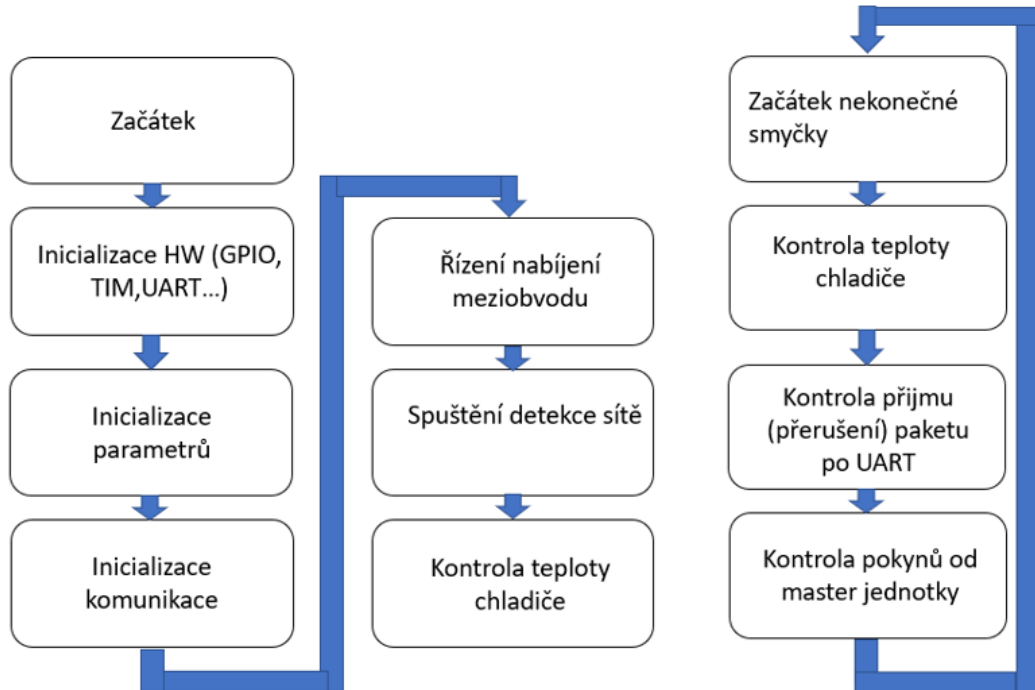 Začátek
Inicializace HW (GPIO,
TIM,UART...)
Inicializace
parametrů
Inicializace
komunikace
Řízení nabíjení
meziobvodu
Spuštění detekce sítě
Kontrola teploty
chladiče
Začátek nekonečné
smyčky
Kontrola teploty
chladiče
Kontrola přijmu
(přerušení) paketu
po UART
Kontrola pokynů od
master jednotky